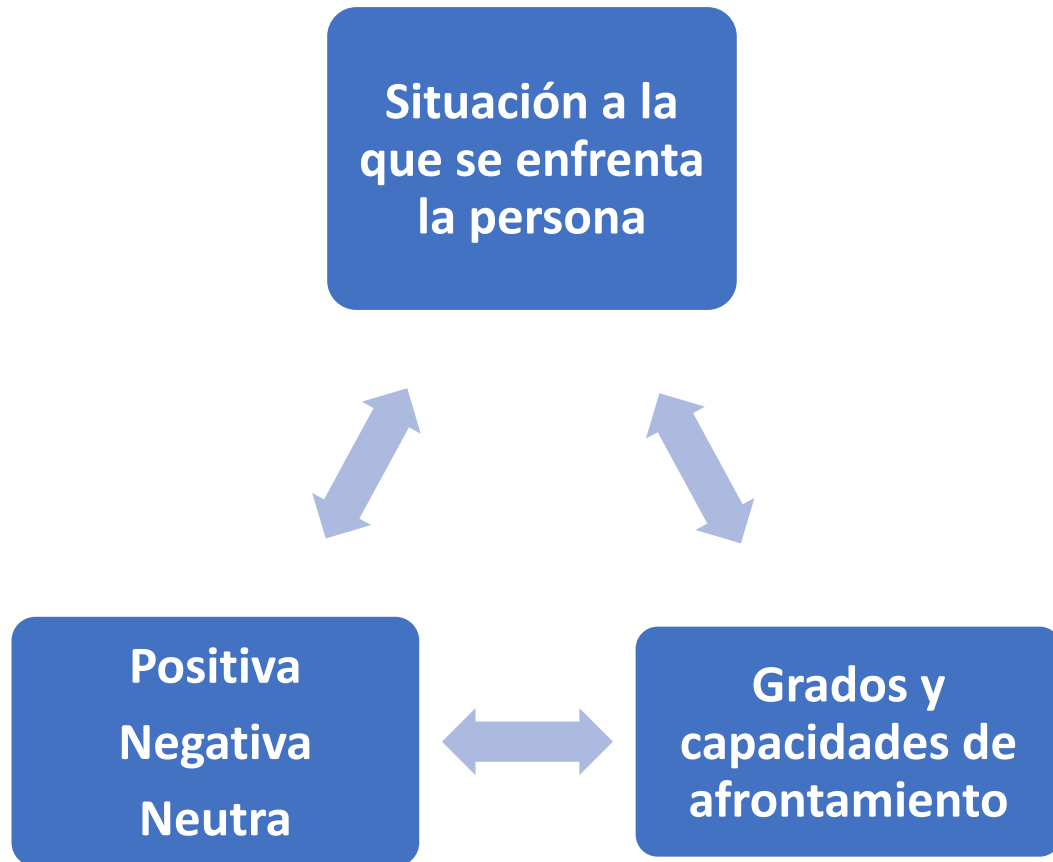 Situación a la
que se enfrenta
la persona
Positiva
Negativa
Neutra
Grados y
capacidades de
afrontamiento